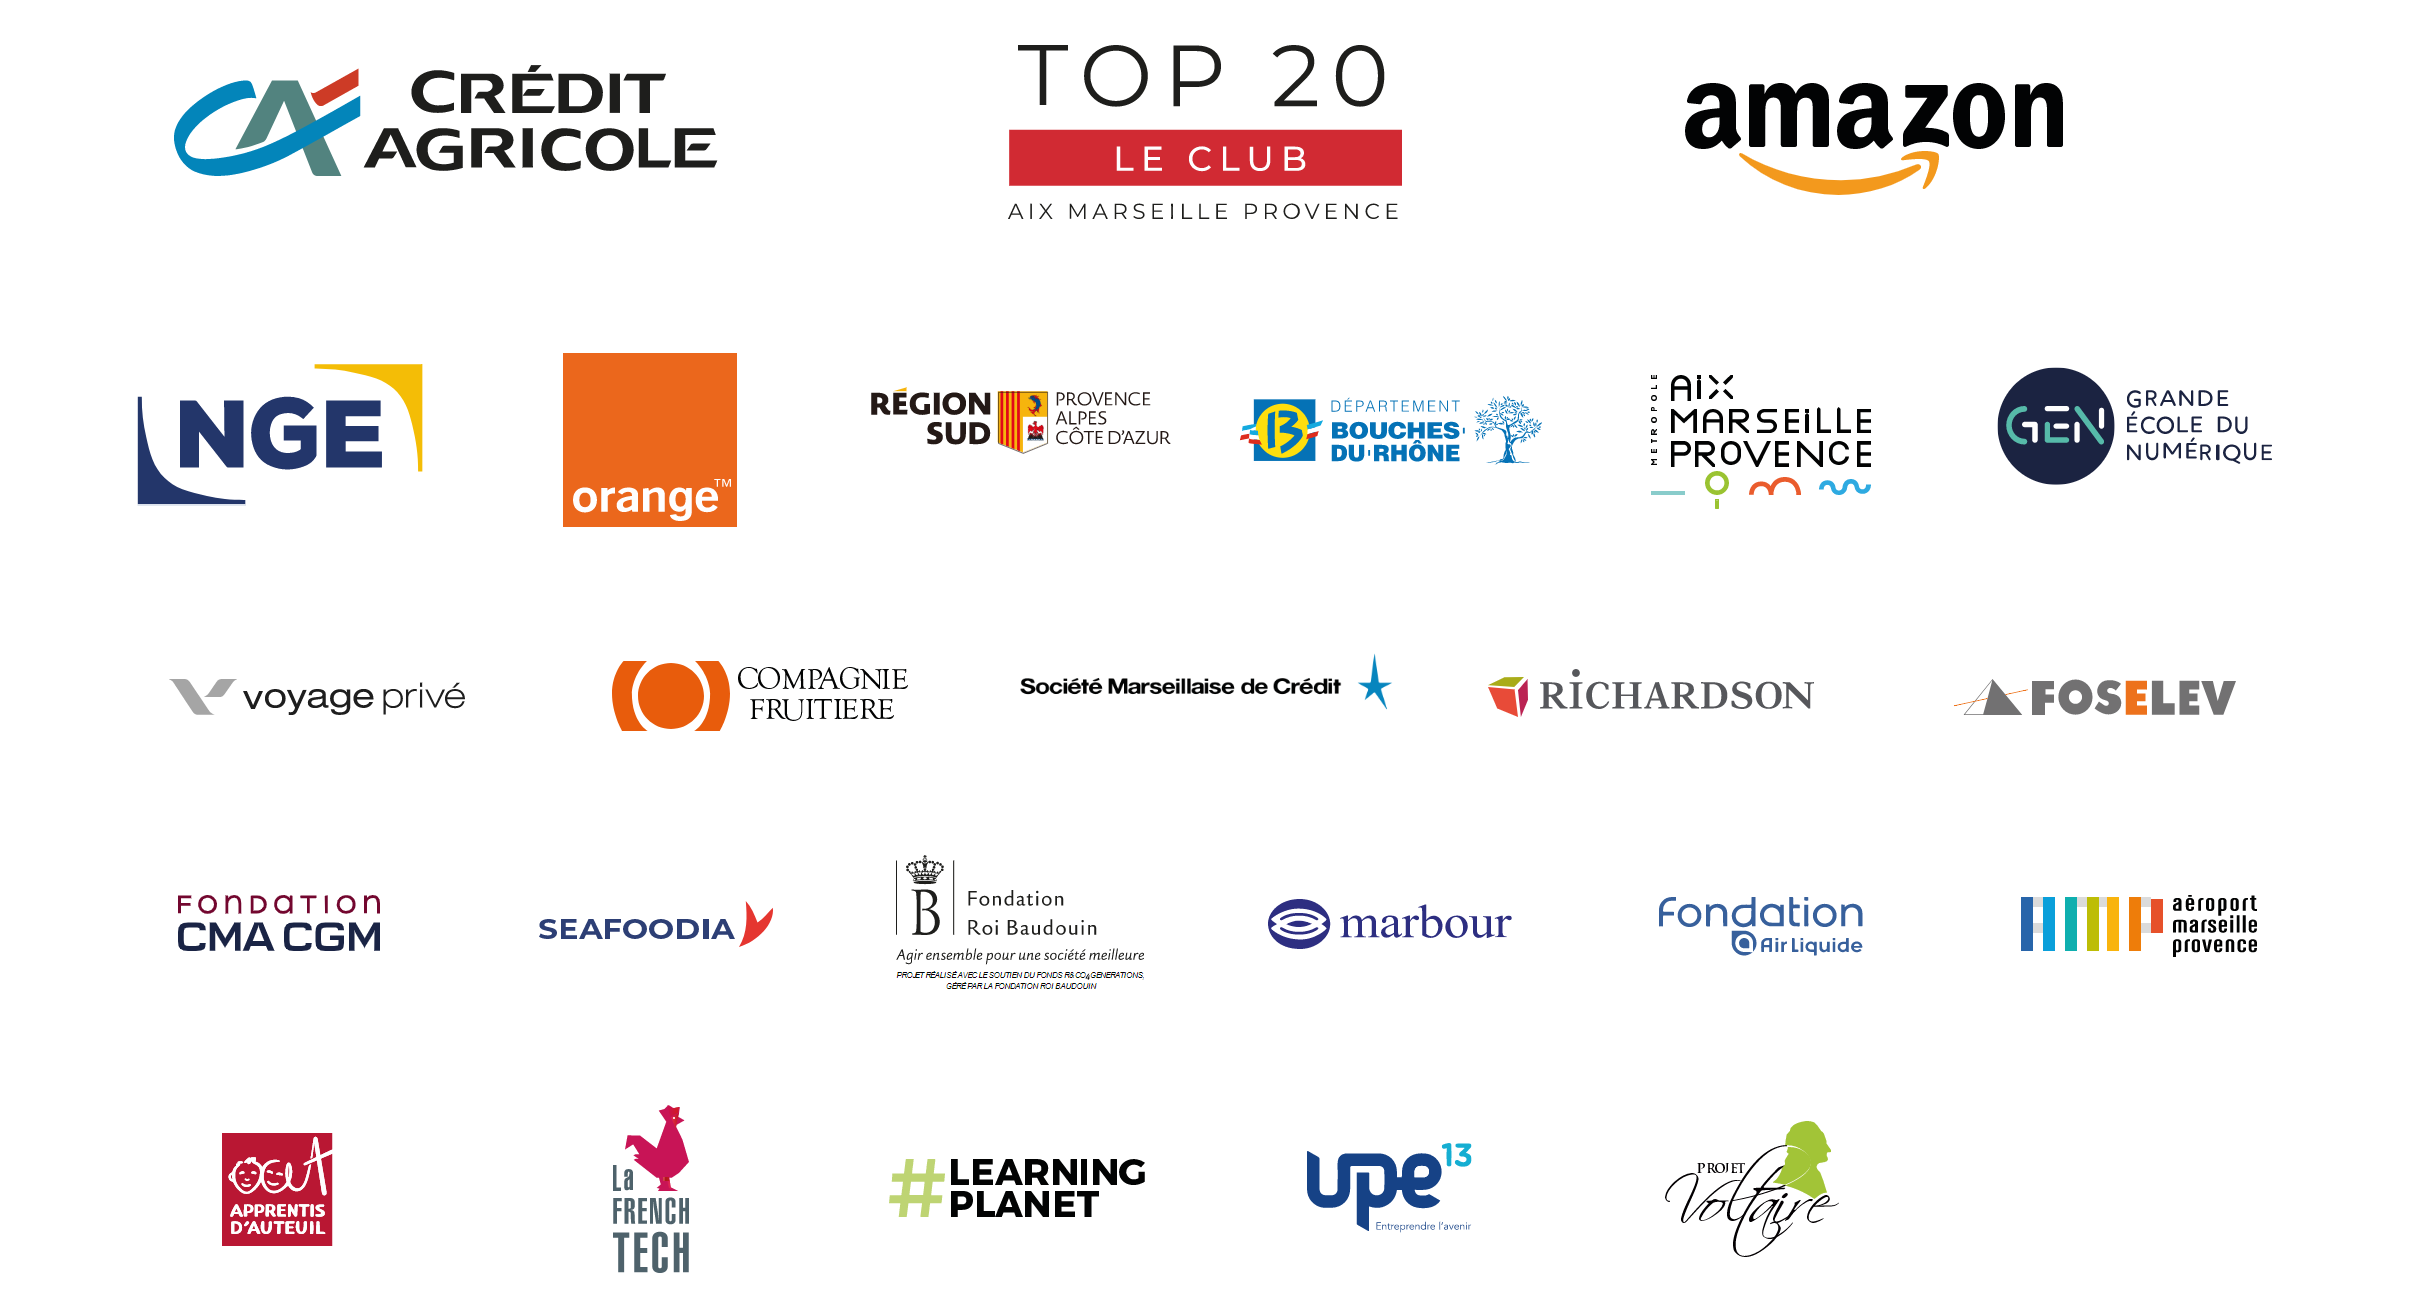 CRÉDIT
AGRICOLE
TOP 20
LE CLUB
AIX MARSEILLE PROVENCE
amazon
NGE
orange™
RÉGION
SUD
PROVENCE
ALPES
CÔTE D'AZUR
13
DÉPARTEMENT
BOUCHES-
DU-RHÔNE
METROPOLE
AiX
MARSEiLLE
PROVENCE
GEN
GRANDE
ÉCOLE DU
NUMÉRIQUE
voyage privé
COMPAGNIE
FRUITIERE
Société Marseillaise de Crédit
RiCHARDSON
FOSELEV
FONDATION
CMA CGM
SEAFOODIA
B
Fondation
Roi Baudouin
Agir ensemble pour une société meilleure
PROJET RÉALISÉ AVEC LE SOUTIEN DU FONDS R&CO4GENERATIONS,
GÉRÉ PAR LA FONDATION ROI BAUDOUIN
marbour
Fondation
Air Liquide
amp
aéroport
marseille
provence
APPRENTIS
D'AUTEUIL
La
FRENCH
TECH
#LEARNING
PLANET
upe13
Entreprendre l'avenir
PROJET
Voltaire